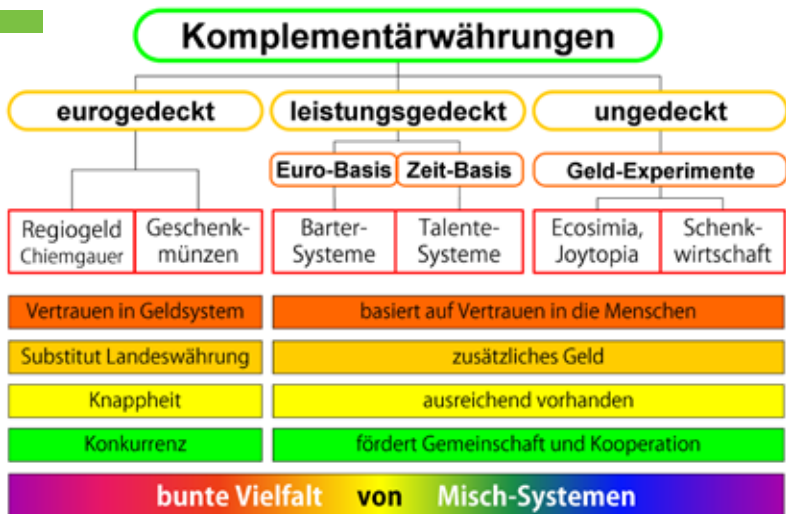 Komplementärwährungen
eurogedeckt
leistungsgedeckt
ungedeckt
Euro-Basis
Zeit-Basis
Geld-Experimente
Regiogeld
Chiemgauer
Geschenk-
münzen
Barter-
Systeme
Talente-
Systeme
Ecosimia,
Joytopia
Schenk-
wirtschaft
Vertrauen in Geldsystem
basiert auf Vertrauen in die Menschen
Substitut Landeswährung
zusätzliches Geld
Knappheit
ausreichend vorhanden
Konkurrenz
fördert Gemeinschaft und Kooperation
bunte Vielfalt von Misch-Systemen